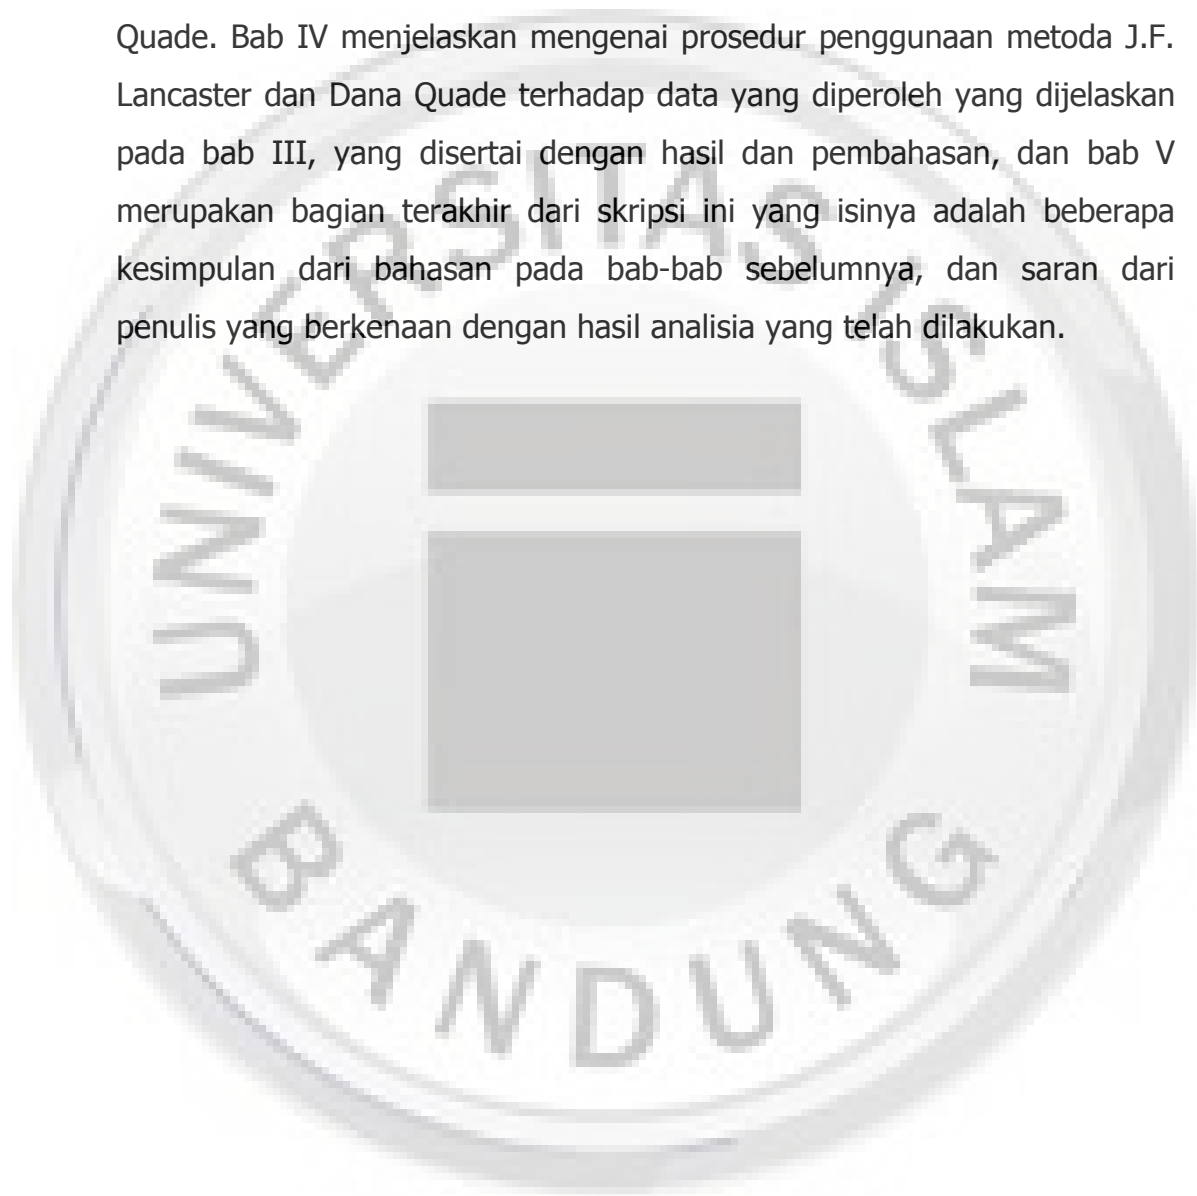 Quade. Bab IV menjelaskan mengenai prosedur penggunaan metoda J.F.
Lancaster dan Dana Quade terhadap data yang diperoleh yang dijelaskan
pada bab III, yang disertai dengan hasil dan pembahasan, dan bab V
merupakan bagian terakhir dari skripsi ini yang isinya adalah beberapa
kesimpulan dari bahasan pada bab-bab sebelumnya, dan saran dari
penulis yang berkenaan dengan hasil analisia yang telah dilakukan.
UNIVERSITAS ISLAM
BANDUNG